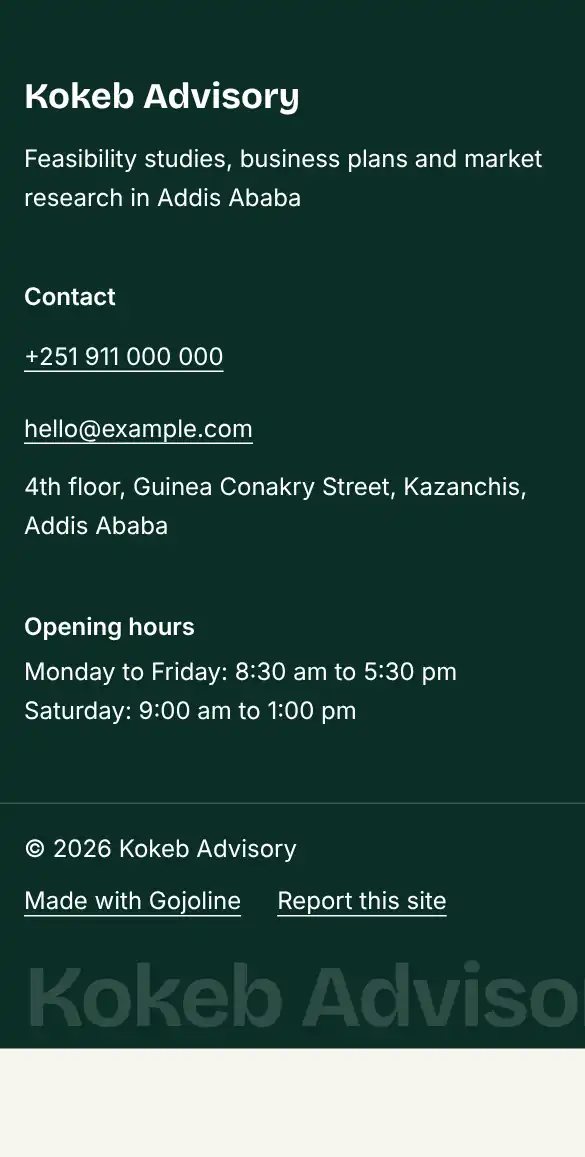 Kokeb Advisory
Feasibility studies, business plans and market
research in Addis Ababa
Contact
+251 911 000 000
hello@example.com
4th floor, Guinea Conakry Street, Kazanchis,
Addis Ababa
Opening hours
Monday to Friday: 8:30 am to 5:30 pm
Saturday: 9:00 am to 1:00 pm
© 2026 Kokeb Advisory
Made with Gojoline Report this site
Kokeb Adviso